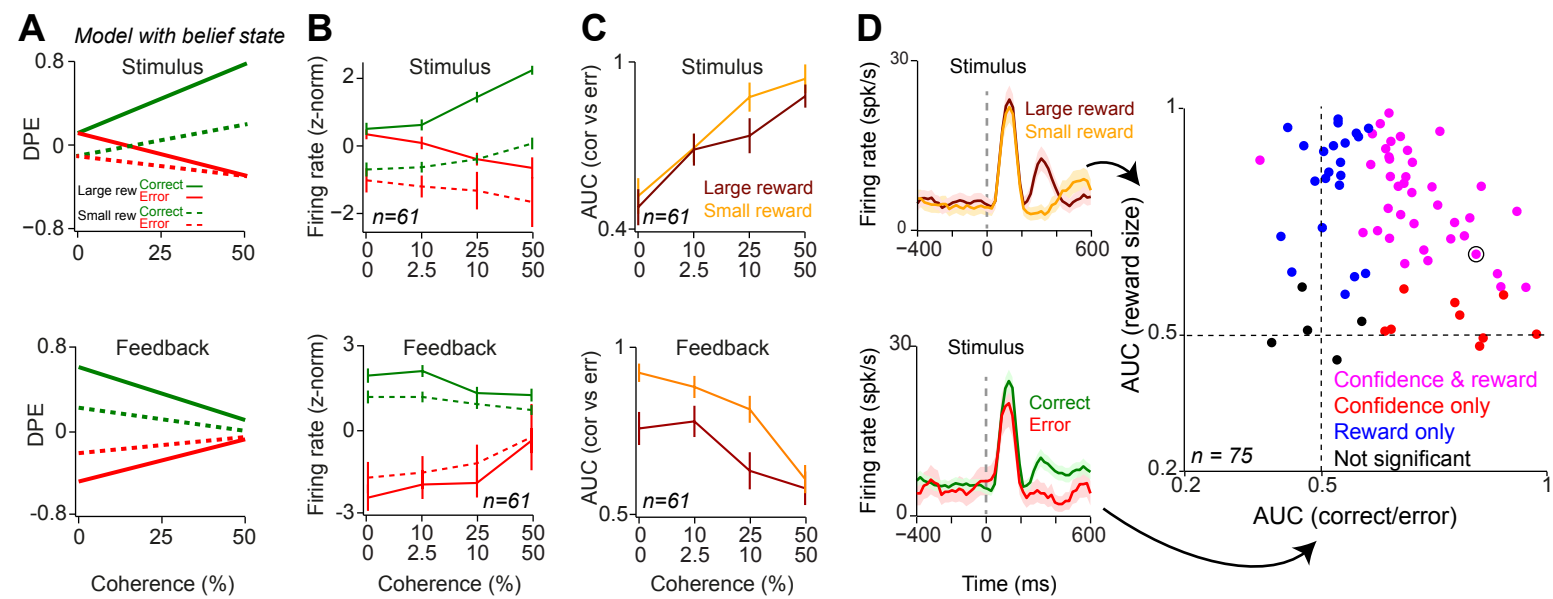 A
Model with belief state
0.8
Stimulus
DPE
0
Large rew Correct
Error
Small rew Correct
Error
−0.8
0
25
50
0.8
Feedback
DPE
0
-0.8
0
25
50
Coherence (%)
B
Firing rate (z-norm)
Stimulus
2
0
−2
n=61
0 10 25 50
0 2.5 10 50
Firing rate (z-norm)
Feedback
3
0
-3
n=61
0 10 25 50
0 2.5 10 50
Coherence (%)
C
AUC (cor vs err)
1
Stimulus
Large reward
Small reward
0.4
n=61
0 10 25 50
0 2.5 10 50
AUC (cor vs err)
1
Feedback
0.5
n=61
0 10 25 50
0 2.5 10 50
Coherence (%)
D
Firing rate (spk/s)
30
Stimulus
Large reward
Small reward
0
−400
0
600
Firing rate (spk/s)
30
Stimulus
Correct
Error
0
−400
0
600
Time (ms)
AUC (reward size)
1
0.5
0.2
Confidence & reward
Confidence only
Reward only
Not significant
n = 75
0.2
0.5
1
AUC (correct/error)